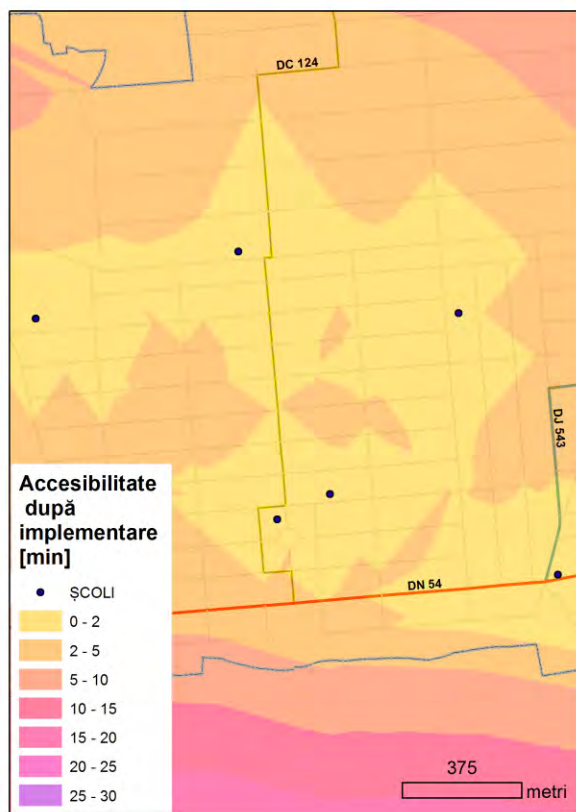 DC 124
DJ 543
DN 54
Accesibilitate
după
implementare
[min]
ȘCOLI
0 - 2
2 - 5
5 - 10
10 - 15
15 - 20
20 - 25
25 - 30
375
metri